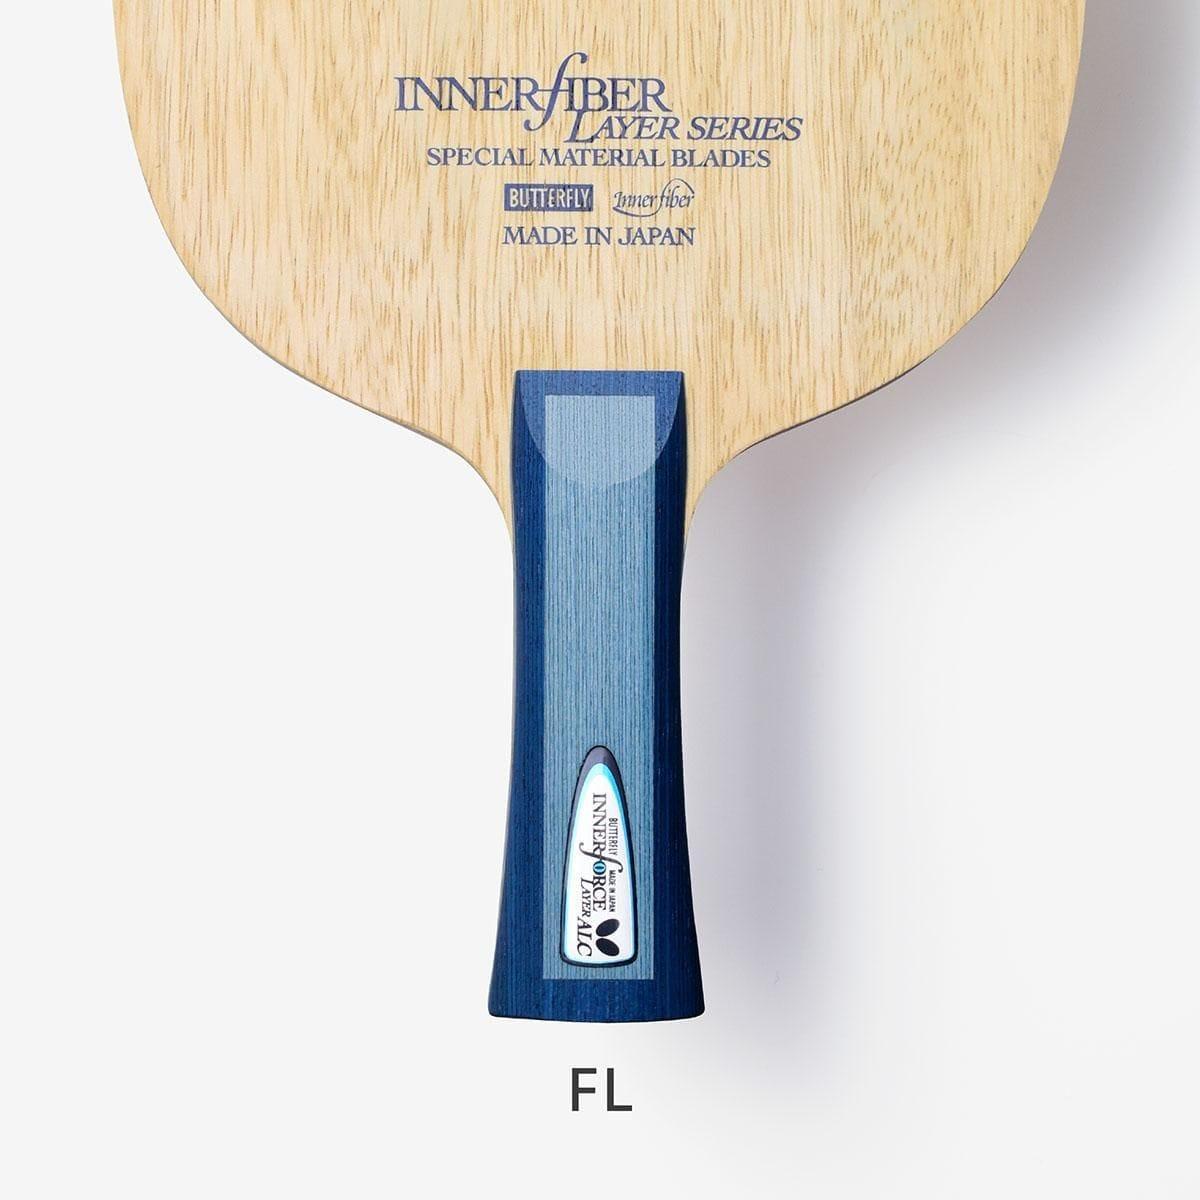 INNERfIBER
LAYER SERIES
SPECIAL MATERIAL BLADES
BUTTERFLY Innerfiber
MADE IN JAPAN
BUTTERFLY MADE IN JAPAN
INNERfORCE
LAYER ALC
FL